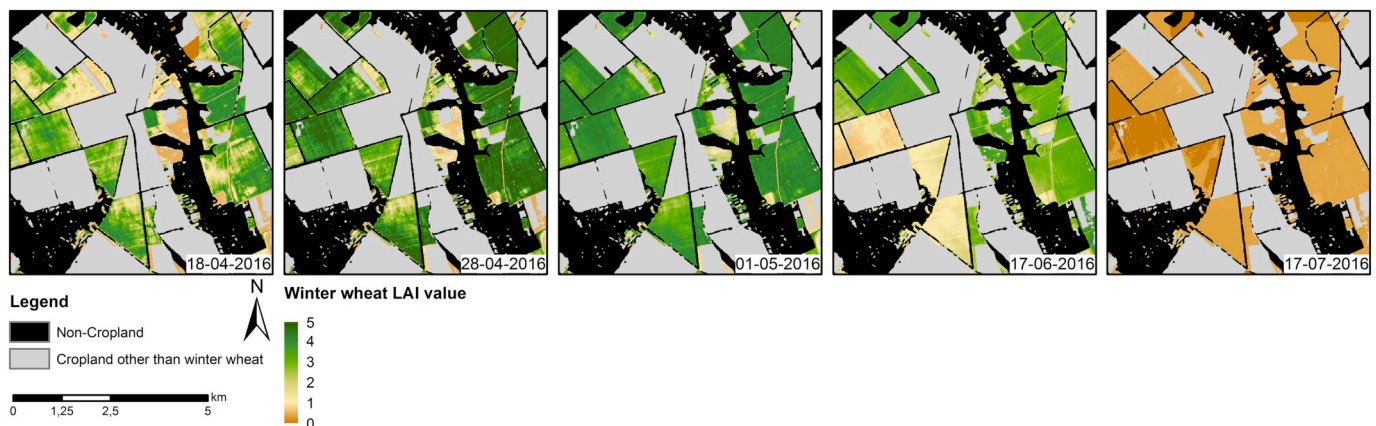 18-04-2016
28-04-2016
01-05-2016
17-06-2016
17-07-2016
Legend
N
Non-Cropland
Cropland other than winter wheat
km
0 1,25 2,5 5
Winter wheat LAI value
5
4
3
2
1
0